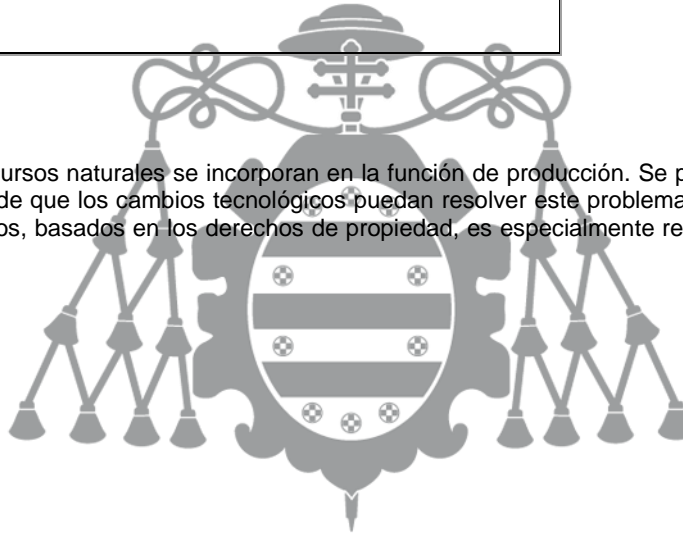 cursos naturales se incorporan en la función de producción. Se p
de que los cambios tecnológicos puedan resolver este problema
os, basados en los derechos de propiedad, es especialmente re